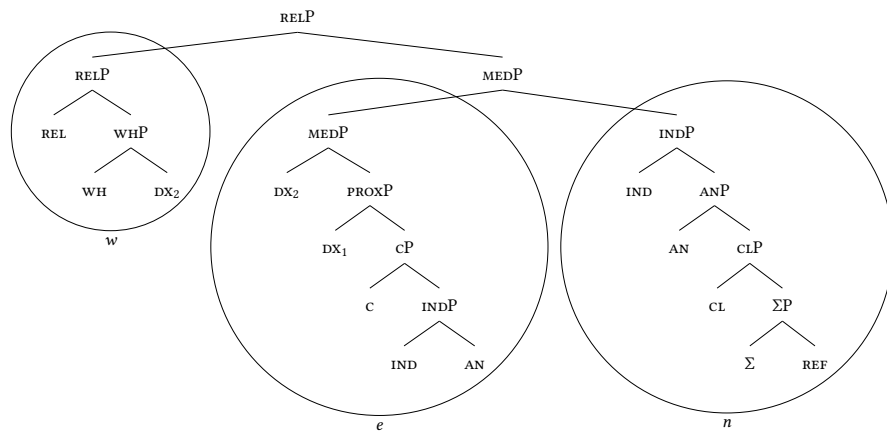 RELP
RELP MEDP
REL WHP MEDP INDP
WH DX₂ DX₂ PROXP IND ANP
w DX₁ CP AN CLP
C INDP CL ΣP
IND AN Σ REF
e n